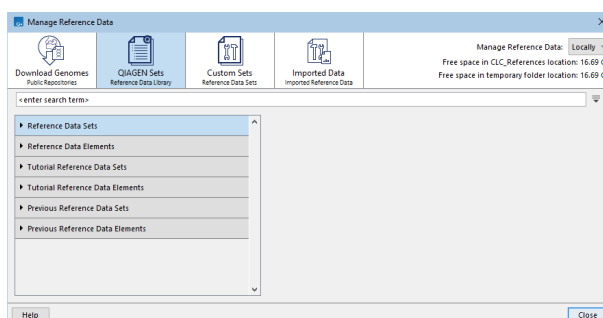 Manage Reference Data
Download Genomes
Public Repositories
QIAGEN Sets
Reference Data Library
Custom Sets
Reference Data Sets
Imported Data
Imported Reference Data
Manage Reference Data: Locally
Free space in CLC_References location: 16.69
Free space in temporary folder location: 16.69
<enter search term>
Reference Data Sets
Reference Data Elements
Tutorial Reference Data Sets
Tutorial Reference Data Elements
Previous Reference Data Sets
Previous Reference Data Elements
Help
Close